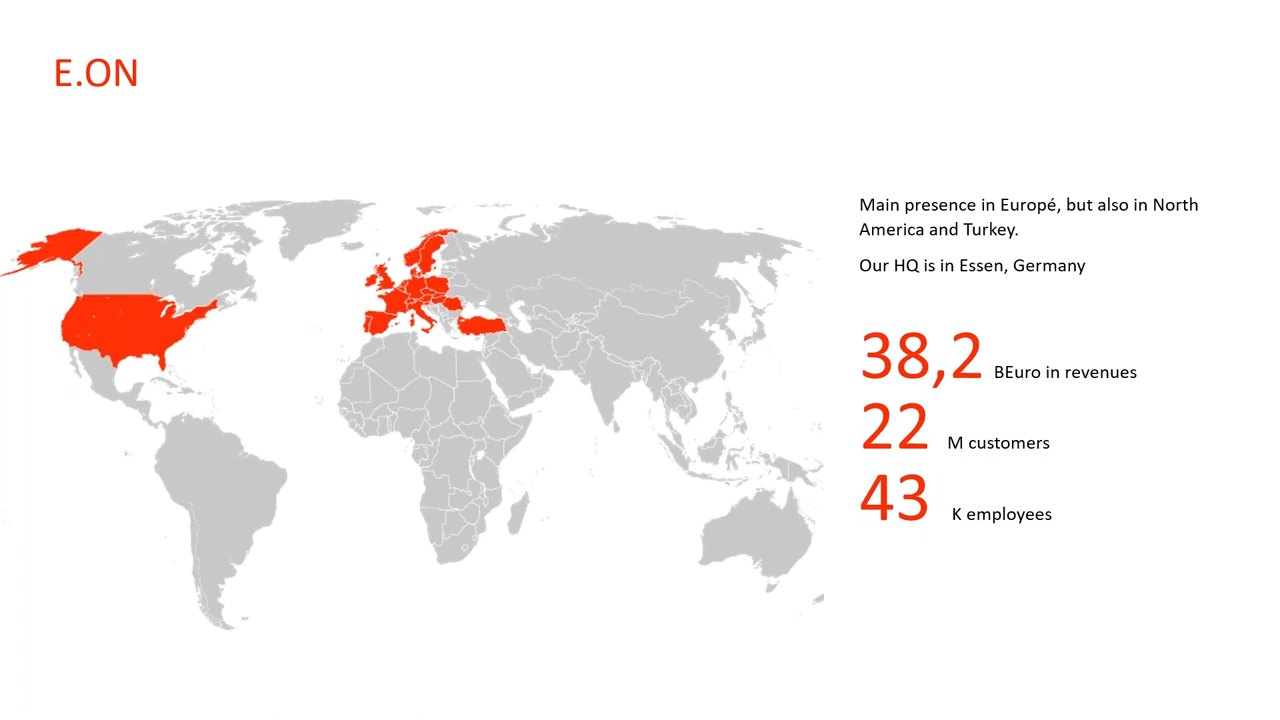 E.ON
Main presence in Europé, but also in North
America and Turkey.
Our HQ is in Essen, Germany
38,2 BEuro in revenues
22 M customers
43 K employees